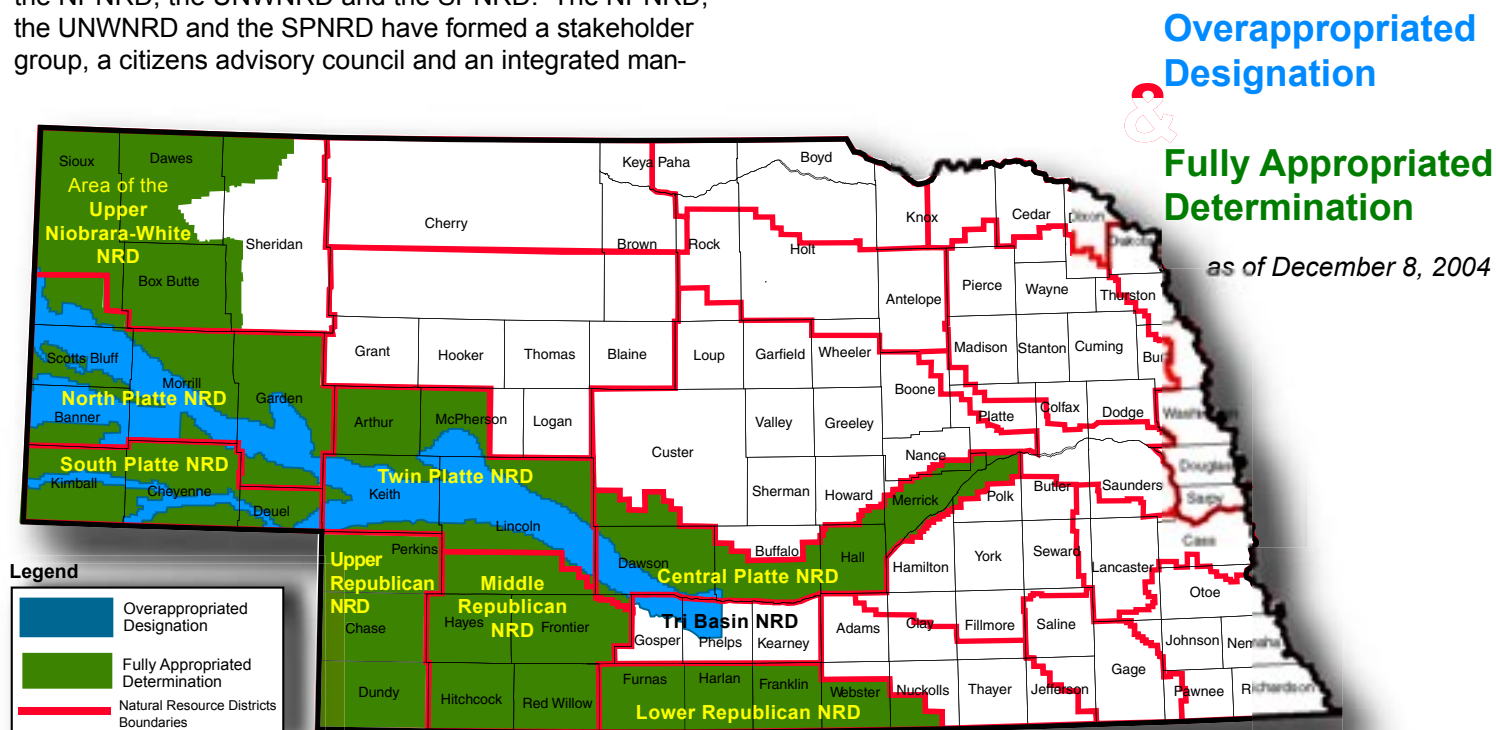 the NPNRD, the UNWNRD and the SPNRD. The NPNRD,
the UNWNRD and the SPNRD have formed a stakeholder
group, a citizens advisory council and an integrated man-
Overappropriated
Designation
&
Fully Appropriated
Determination
as of December 8, 2004
Sioux
Dawes
Area of the
Upper
Niobrara-White
NRD
Sheridan
Box Butte
Cherry
Keya Paha
Boyd
Brown
Rock
Holt
Knox
Cedar
Dixon
Dakota
Antelope
Pierce
Wayne
Thurston
Scotts Bluff
Morrill
North Platte NRD
Banner
Garden
Grant
Hooker
Thomas
Blaine
Loup
Garfield
Wheeler
Madison
Stanton
Cuming
Bur
Boone
Platte
Colfax
Dodge
Washington
Arthur
McPherson
Logan
Custer
Valley
Greeley
Nance
South Platte NRD
Kimball
Cheyenne
Deuel
Twin Platte NRD
Keith
Lincoln
Sherman
Howard
Merrick
Polk
Butler
Saunders
Douglas
Sarpy
Cass
Perkins
Upper
Republican
NRD
Chase
Dundy
Middle
Republican
NRD
Hayes
Frontier
Hitchcock
Red Willow
Dawson
Buffalo
Hall
Central Platte NRD
Hamilton
York
Seward
Lancaster
Otoe
Tri Basin NRD
Gosper
Phelps
Kearney
Adams
Clay
Fillmore
Saline
Gage
Johnson
Nemaha
Furnas
Harlan
Franklin
Webster
Lower Republican NRD
Nuckolls
Thayer
Jefferson
Pawnee
Richardson
Legend
Overappropriated
Designation
Fully Appropriated
Determination
Natural Resource Districts
Boundaries